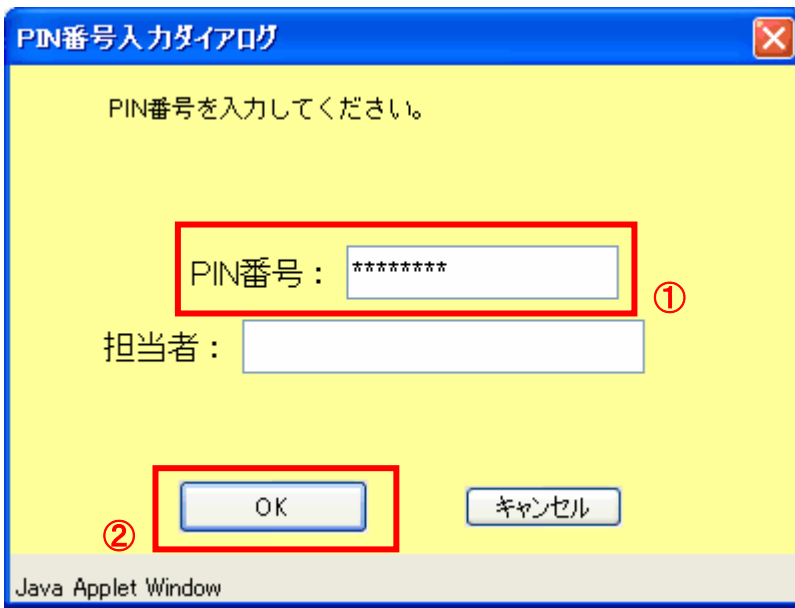 PIN番号入力ダイアログ
PIN番号を入力してください。
PIN番号： ********
①
担当者：
OK
キャンセル
②
Java Applet Window